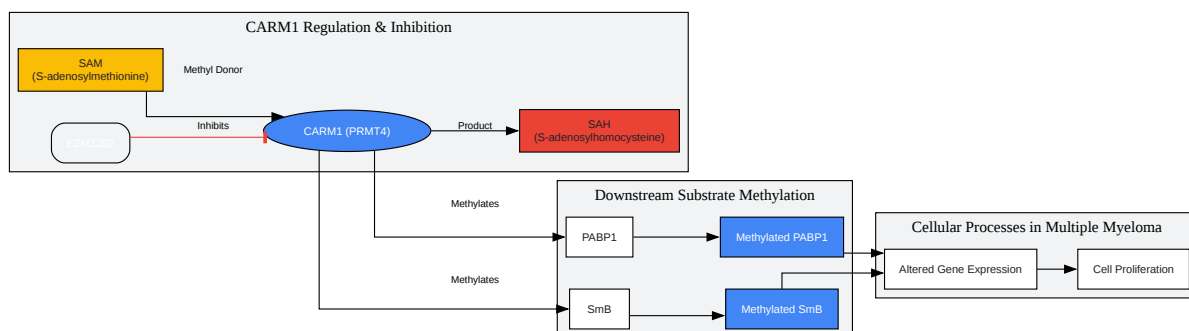 CARM1 Regulation & Inhibition
SAM
(S-adenosylmethionine)
Methyl Donor
Inhibits
EZM2302
CARM1 (PRMT4)
Product
SAH
(S-adenosylhomocysteine)
Methylates
Downstream Substrate Methylation
PABP1
Methylated PABP1
Cellular Processes in Multiple Myeloma
Altered Gene Expression
Cell Proliferation
Methylates
SmB
Methylated SmB